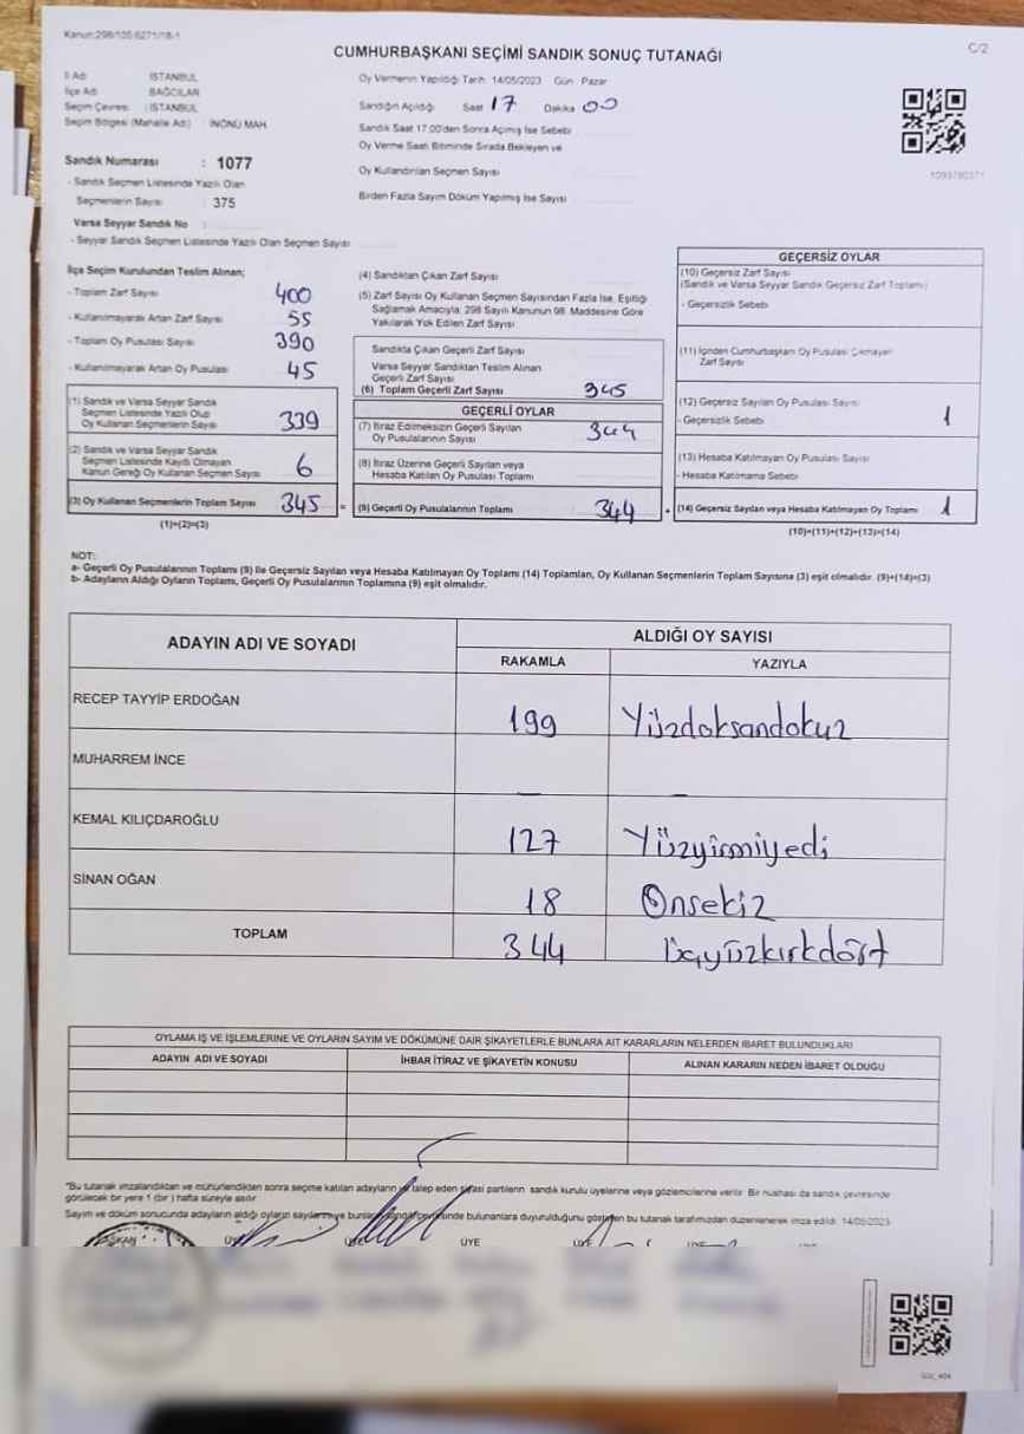 Kanun:298/105 6271/18-1
C/2
CUMHURBAŞKANI SEÇİMİ SANDIK SONUÇ TUTANAĞI
İl Adı : İSTANBUL
İlçe Adı : BAĞCILAR
Seçim Çevresi : İSTANBUL
Seçim Bölgesi (Mahalle Adı) : İNÖNÜ MAH.
Sandık Numarası : 1077
- Sandık Seçmen Listesinde Yazılı Olan
Seçmenlerin Sayısı : 375
Varsa Seyyar Sandık No :
- Seyyar Sandık Seçmen Listesinde Yazılı Olan Seçmen Sayısı
Oy Vermenin Yapıldığı Tarih: 14/05/2023 Gün: Pazar
Sandığın Açıldığı Saat 17 Dakika 00
Sandık Saat 17.00'den Sonra Açılmış İse Sebebi
Oy Verme Saati Bitiminde Sırada Bekleyen ve
Oy Kullandırılan Seçmen Sayısı
Birden Fazla Sayım Döküm Yapılmış İse Sayısı
İlçe Seçim Kurulundan Teslim Alınan;
- Toplam Zarf Sayısı 400
- Kullanılmayarak Artan Zarf Sayısı 55
- Toplam Oy Pusulası Sayısı 390
- Kullanılmayarak Artan Oy Pusulası 45
(1) Sandık ve Varsa Seyyar Sandık
Seçmen Listesinde Yazılı Olup
Oy Kullanan Seçmenlerin Sayısı 339
(2) Sandık ve Varsa Seyyar Sandık
Seçmen Listesinde Kayıtlı Olmayan
Kanun Gereği Oy Kullanan Seçmen Sayısı 6
(3) Oy Kullanan Seçmenlerin Toplam Sayısı 345 =
(1)+(2)=(3)
(4) Sandıktan Çıkan Zarf Sayısı
(5) Zarf Sayısı Oy Kullanan Seçmen Sayısından Fazla İse, Eşitliği
Sağlamak Amacıyla; 298 Sayılı Kanunun 98. Maddesine Göre
Yakılarak Yok Edilen Zarf Sayısı
Sandıkta Çıkan Geçerli Zarf Sayısı
Varsa Seyyar Sandıktan Teslim Alınan
Geçerli Zarf Sayısı
(6) Toplam Geçerli Zarf Sayısı 345
GEÇERLİ OYLAR
(7) İtiraz Edilmeksizin Geçerli Sayılan
Oy Pusulalarının Sayısı 344
(8) İtiraz Üzerine Geçerli Sayılan veya
Hesaba Katılan Oy Pusulası Toplamı
(9) Geçerli Oy Pusulalarının Toplamı 344 +
GEÇERSİZ OYLAR
(10) Geçersiz Zarf Sayısı
(Sandık ve Varsa Seyyar Sandık Geçersiz Zarf Toplamı)
- Geçersizlik Sebebi
(11) İçinden Cumhurbaşkanı Oy Pusulası Çıkmayan
Zarf Sayısı
(12) Geçersiz Sayılan Oy Pusulası Sayısı 1
- Geçersizlik Sebebi
(13) Hesaba Katılmayan Oy Pusulası Sayısı
- Hesaba Katılmama Sebebi
(14) Geçersiz Sayılan veya Hesaba Katılmayan Oy Toplamı 1
(10)+(11)+(12)+(13)=(14)
NOT:
a- Geçerli Oy Pusulalarının Toplamı (9) ile Geçersiz Sayılan veya Hesaba Katılmayan Oy Toplamı (14) Toplamları, Oy Kullanan Seçmenlerin Toplam Sayısına (3) eşit olmalıdır. (9)+(14)=(3)
b- Adayların Aldığı Oyların Toplamı, Geçerli Oy Pusulalarının Toplamına (9) eşit olmalıdır.
ADAYIN ADI VE SOYADI
ALDIĞI OY SAYISI
RAKAMLA YAZIYLA
RECEP TAYYİP ERDOĞAN 199 Yüzdoksandokuz
MUHARREM İNCE — —
KEMAL KILIÇDAROĞLU 127 Yüzyirmiyedi
SİNAN OĞAN 18 Onsekiz
TOPLAM 344 Üçyüzkırkdört
OYLAMA İŞ VE İŞLEMLERİNE VE OYLARIN SAYIM VE DÖKÜMÜNE DAİR ŞİKAYETLERLE BUNLARA AİT KARARLARIN NELERDEN İBARET BULUNDUKLARI
ADAYIN ADI VE SOYADI İHBAR İTİRAZ VE ŞİKAYETİN KONUSU ALINAN KARARIN NEDEN İBARET OLDUĞU
"Bu tutanak imzalandıktan ve mühürlendikten sonra seçime katılan adayların ve talep eden siyasi partilerin sandık kurulu üyelerine veya gözlemcilerine verilir. Bir nüshası da sandık çevresinde
görülecek bir yere 1 (bir) hafta süreyle asılır.
Sayım ve döküm sonucunda adayların aldığı oyların sayılarının ve bunların bulunanlara duyurulduğunu gösteren bu tutanak tarafımızdan düzenlenerek imza edildi. 14/05/2023
ÜYE